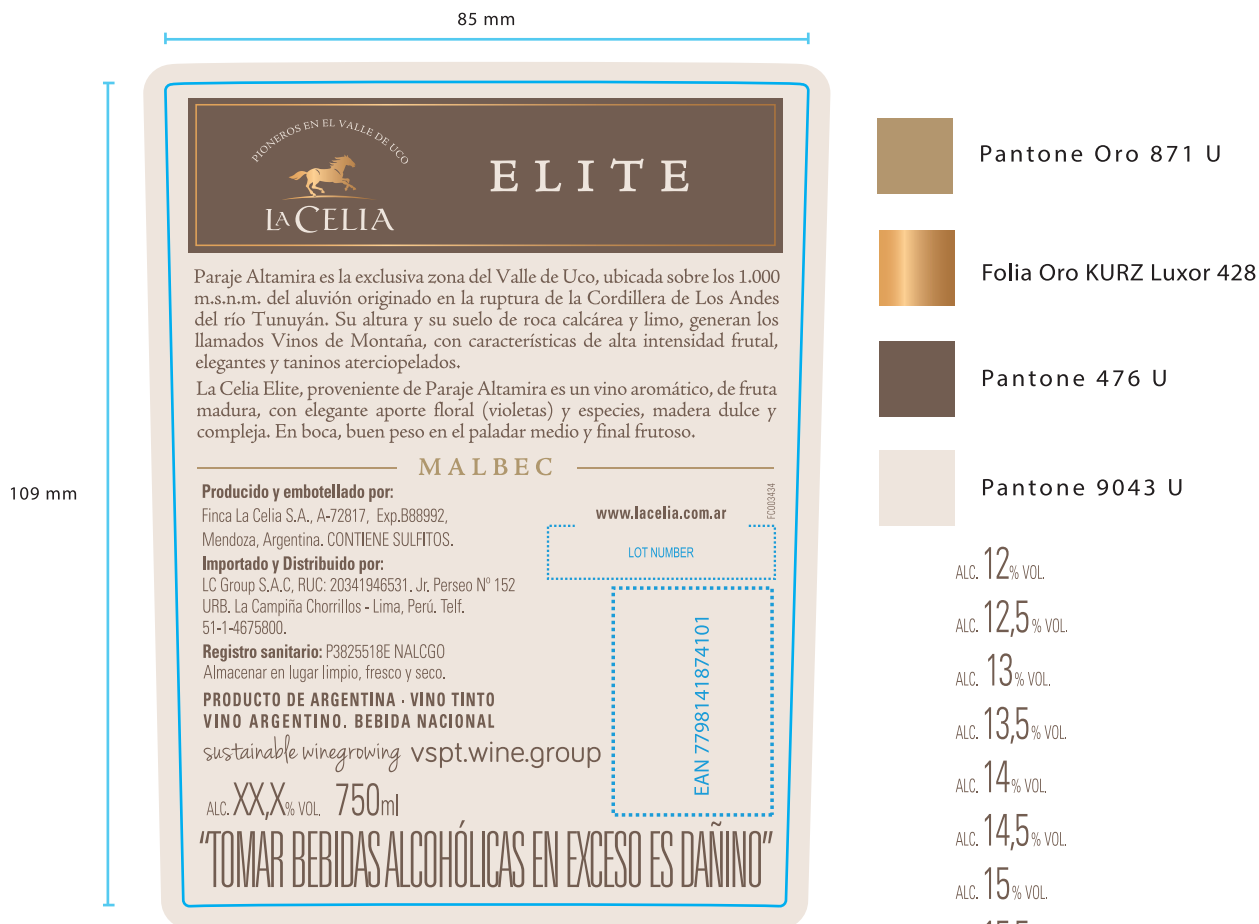 85 mm
109 mm
PIONEROS EN EL VALLE DE UCO
LA CELIA
ELITE
Paraje Altamira es la exclusiva zona del Valle de Uco, ubicada sobre los 1.000
m.s.n.m. del aluvión originado en la ruptura de la Cordillera de Los Andes
del río Tunuyán. Su altura y su suelo de roca calcárea y limo, generan los
llamados Vinos de Montaña, con características de alta intensidad frutal,
elegantes y taninos aterciopelados.
La Celia Elite, proveniente de Paraje Altamira es un vino aromático, de fruta
madura, con elegante aporte floral (violetas) y especies, madera dulce y
compleja. En boca, buen peso en el paladar medio y final frutoso.
MALBEC
Producido y embotellado por:
Finca La Celia S.A., A-72817, Exp.B88992,
Mendoza, Argentina. CONTIENE SULFITOS.
Importado y Distribuido por:
LC Group S.A.C, RUC: 20341946531. Jr. Perseo Nº 152
URB. La Campiña Chorrillos - Lima, Perú. Telf.
51-1-4675800.
Registro sanitario: P3825518E NALCGO
Almacenar en lugar limpio, fresco y seco.
PRODUCTO DE ARGENTINA · VINO TINTO
VINO ARGENTINO. BEBIDA NACIONAL
sustainable winegrowing vspt.wine.group
ALC. XX,X% VOL. 750ml
www.lacelia.com.ar
FC003434
LOT NUMBER
EAN 7798141874101
“TOMAR BEBIDAS ALCOHÓLICAS EN EXCESO ES DAÑINO”
Pantone Oro 871 U
Folia Oro KURZ Luxor 428
Pantone 476 U
Pantone 9043 U
ALC. 12% VOL.
ALC. 12,5% VOL.
ALC. 13% VOL.
ALC. 13,5% VOL.
ALC. 14% VOL.
ALC. 14,5% VOL.
ALC. 15% VOL.